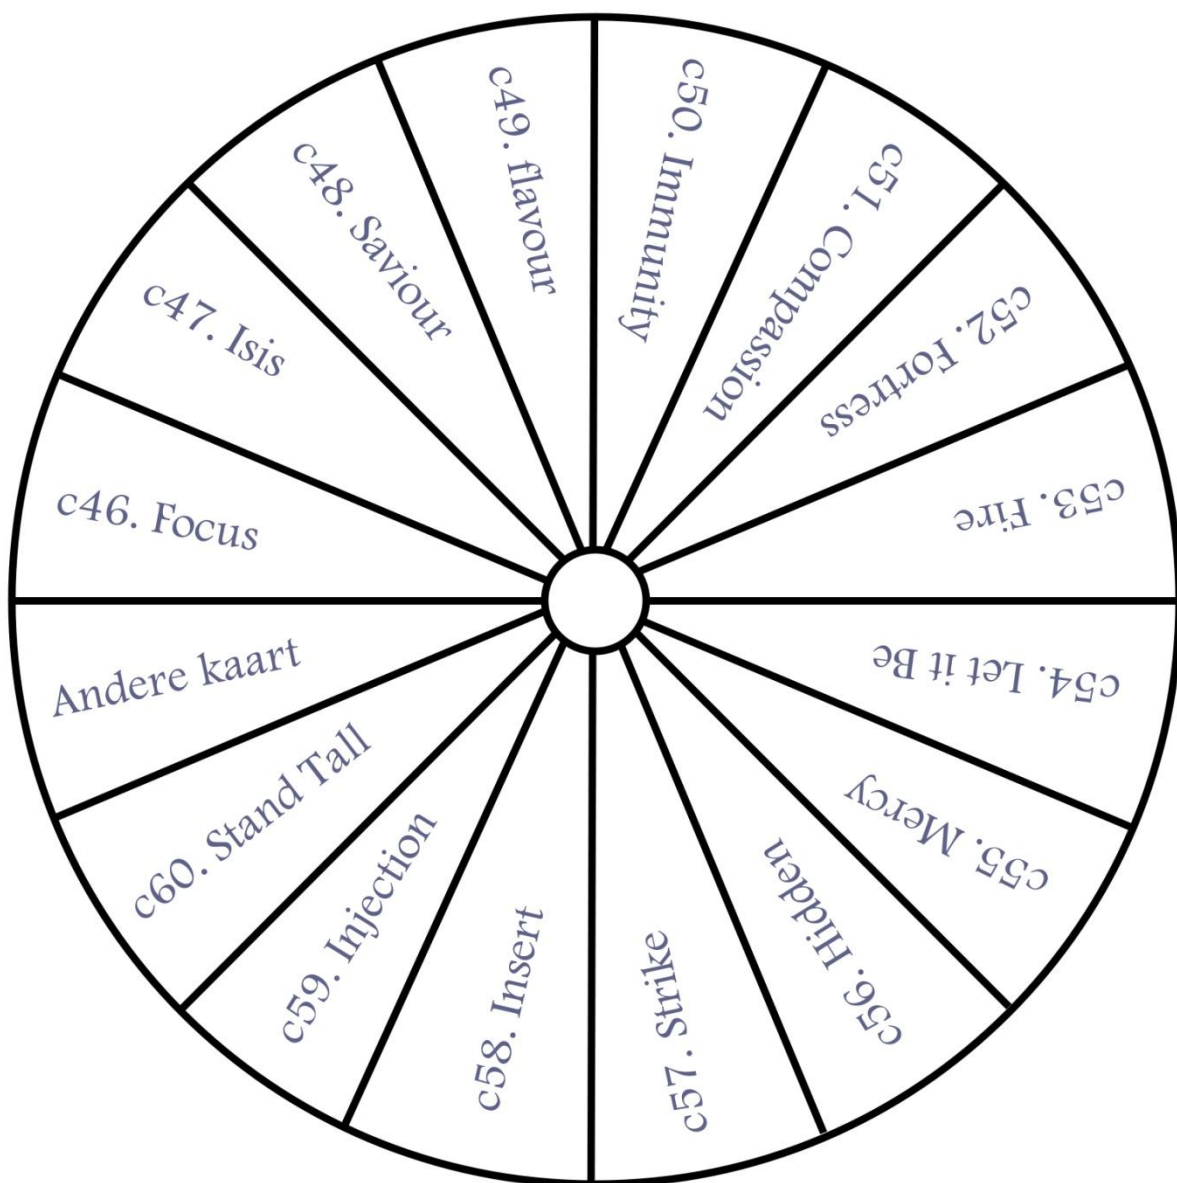 c46. Focus
c47. Isis
c48. Saviour
c49. flavour
c50. Immunity
c51. Compassion
c52. Fortress
c53. Fire
c54. Let it Be
c55. Mercy
c56. Hidden
c57. Strike
c58. Insert
c59. Injection
c60. Stand Tall
Andere kaart